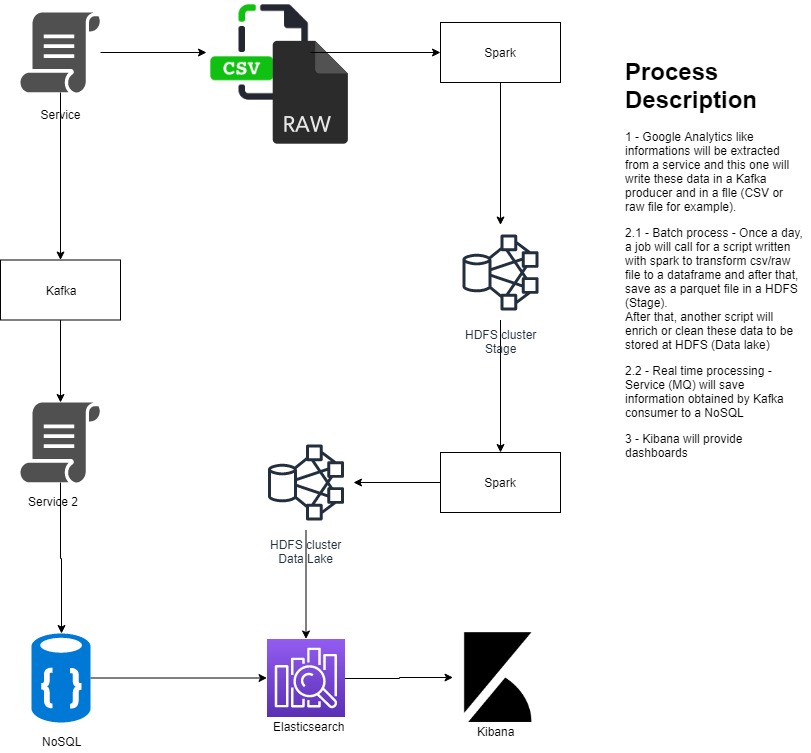 CSV
RAW
Spark
Service
Kafka
HDFS cluster
Stage
Service 2
Spark
HDFS cluster
Data Lake
{ }
NoSQL
Elasticsearch
Kibana
Process
Description
1 - Google Analytics like
informations will be extracted
from a service and this one will
write these data in a Kafka
producer and in a file (CSV or
raw file for example).
2.1 - Batch process - Once a day,
a job will call for a script written
with spark to transform csv/raw
file to a dataframe and after that,
save as a parquet file in a HDFS
(Stage).
After that, another script will
enrich or clean these data to be
stored at HDFS (Data lake)
2.2 - Real time processing -
Service (MQ) will save
information obtained by Kafka
consumer to a NoSQL
3 - Kibana will provide
dashboards